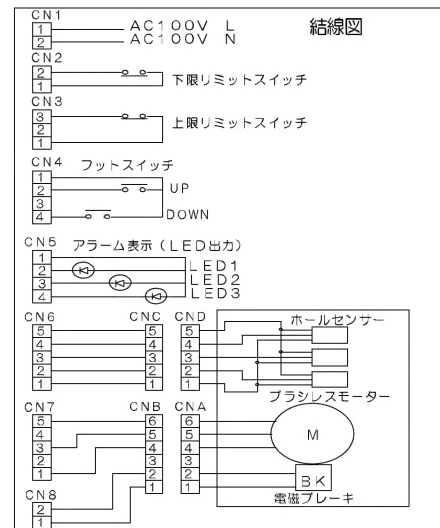 結線図
CN1
1 AC100V L
2 AC100V N
CN2
2
1
下限リミットスイッチ
CN3
3
2
1
上限リミットスイッチ
CN4 フットスイッチ
1
2 UP
3
4 DOWN
CN5 アラーム表示(LED出力)
1
2 LED1
3 LED2
4 LED3
CN6 CNC CND
5 5 5
4 4 4
3 3 3
2 2 2
1 1 1
ホールセンサー
ブラシレスモーター
CN7 CNB CNA
5 6 6
4 5 5
3 4 4
2 3 3
1 2 2
1 1
M
BK
電磁ブレーキ
CN8
2
1